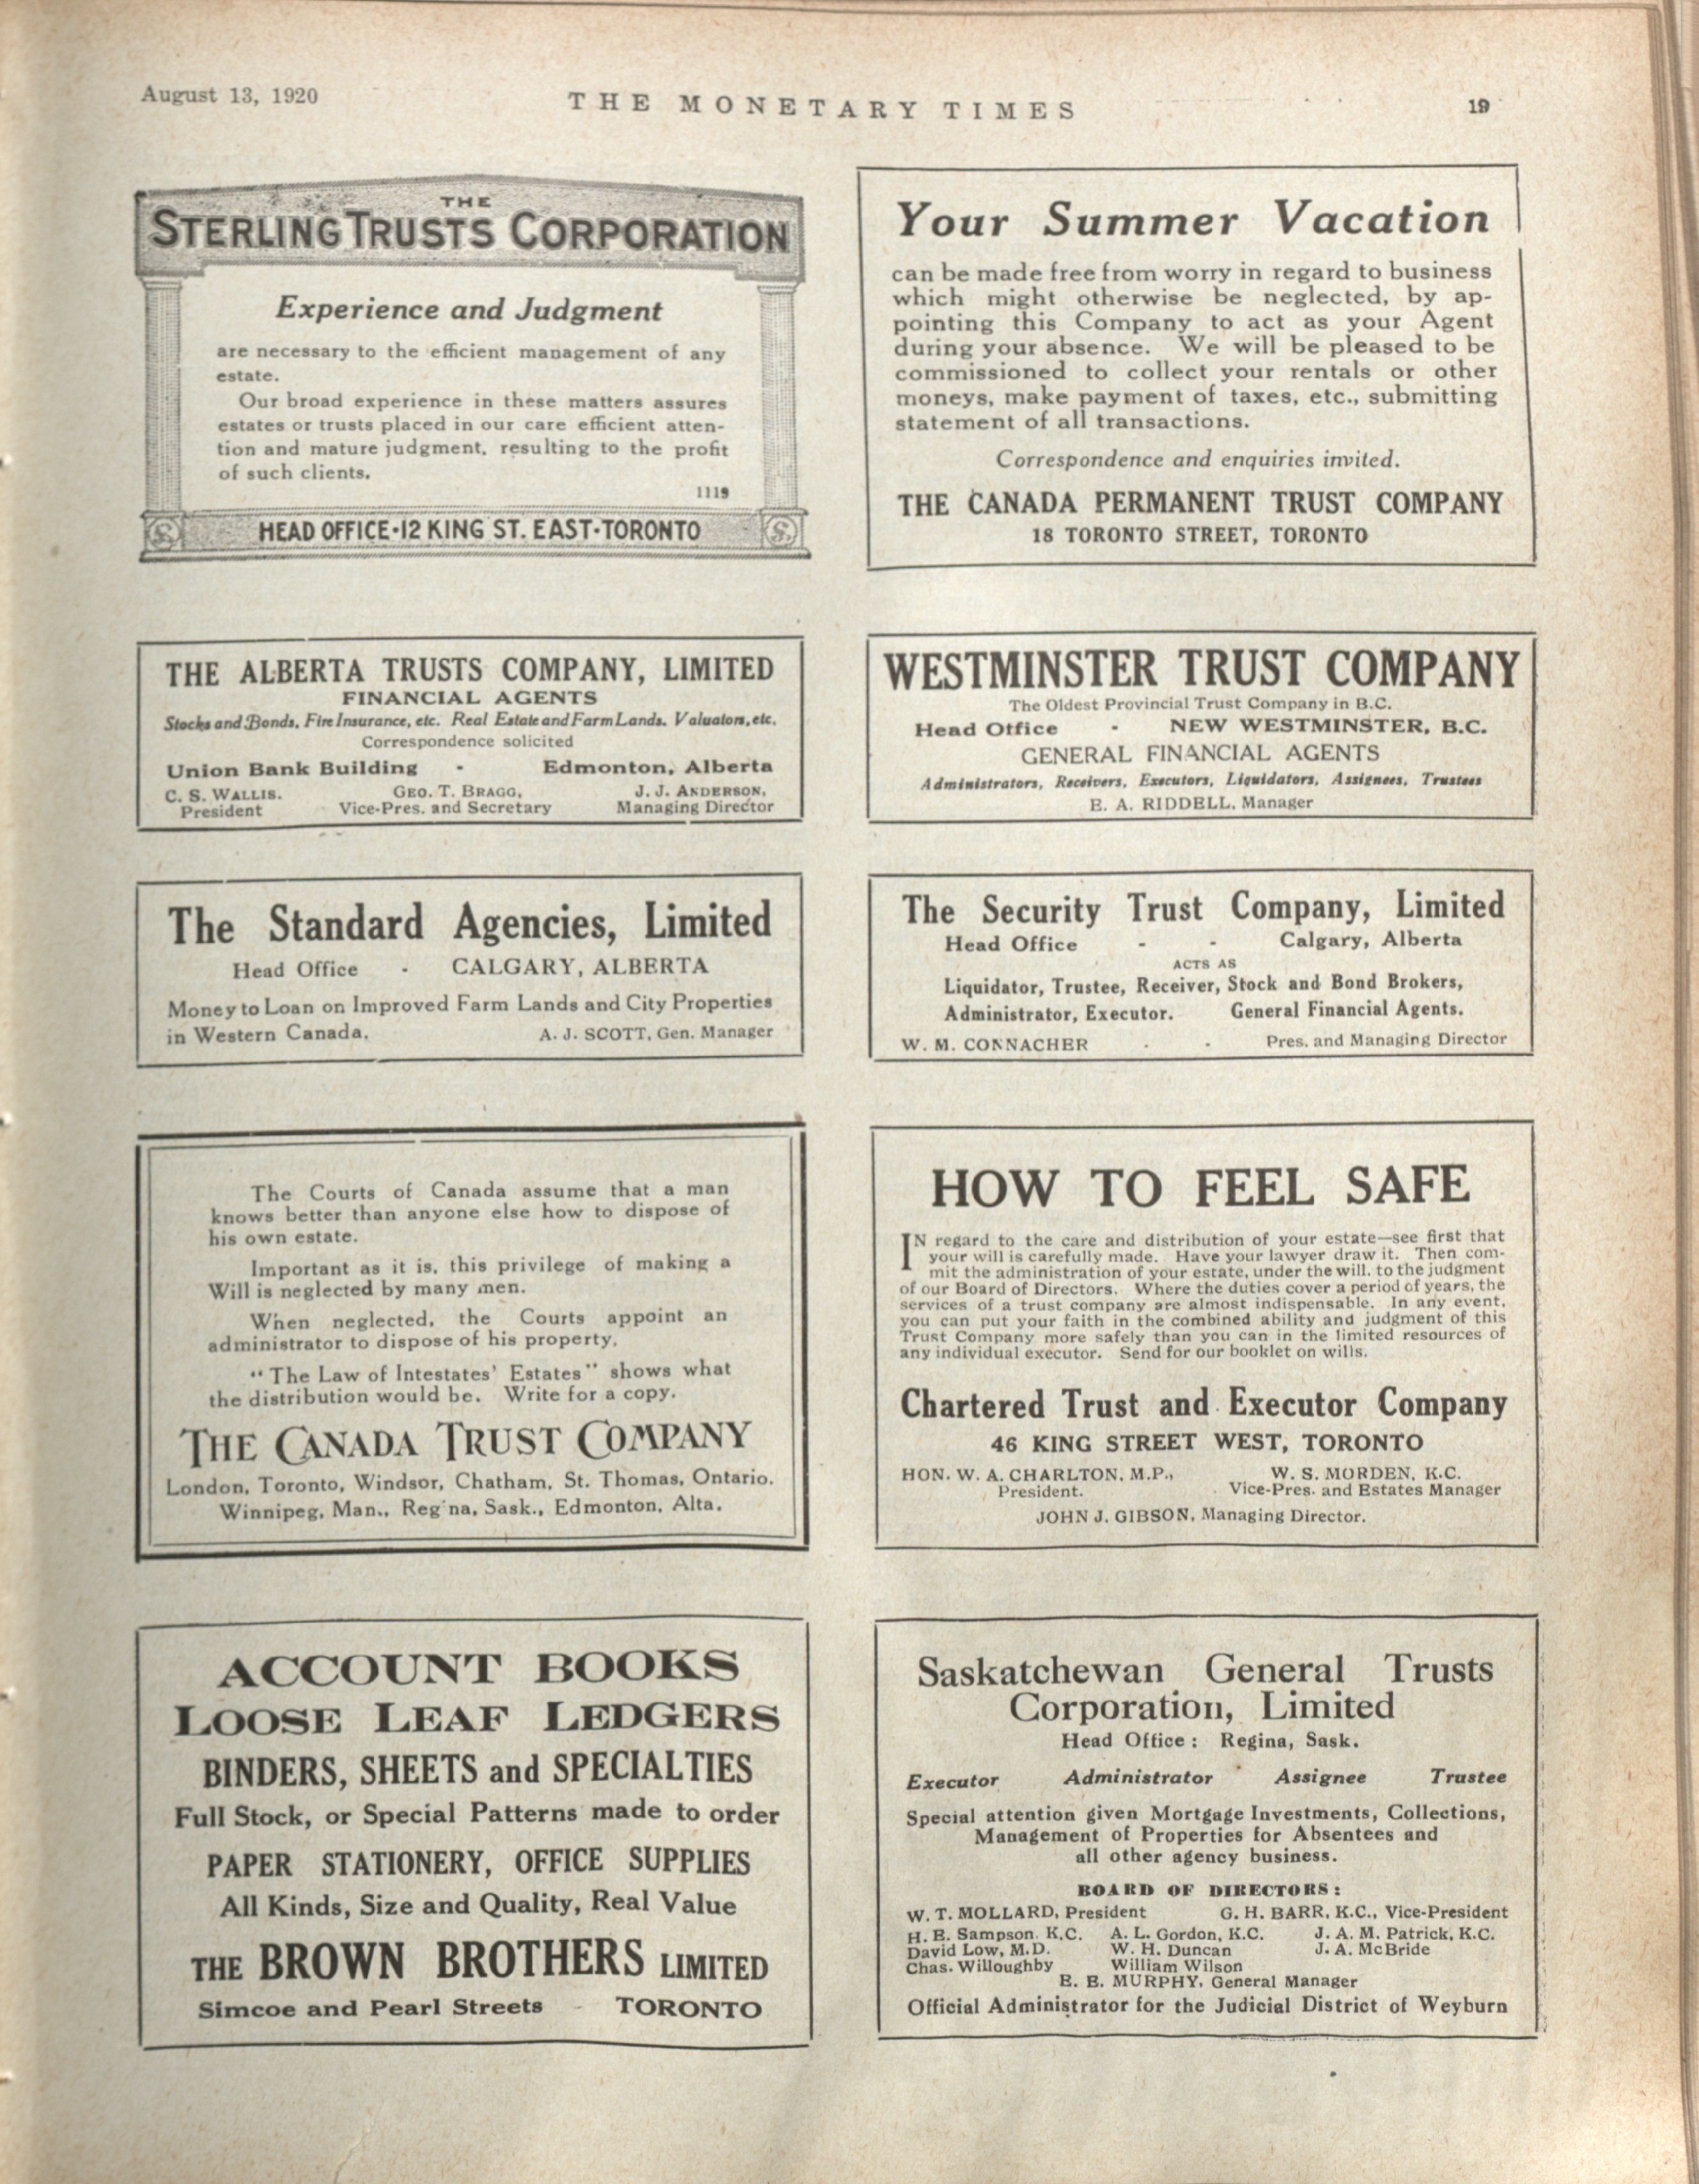 August 13, 1920
THE MONETARY TIMES
19
THE
STERLING TRUSTS CORPORATION
Experience and Judgment
are necessary to the efficient management of any
estate.
Our broad experience in these matters assures
estates or trusts placed in our care efficient atten-
tion and mature judgment, resulting to the profit
of such clients.
1119
HEAD OFFICE·12 KING ST. EAST·TORONTO
Your Summer Vacation
can be made free from worry in regard to business
which might otherwise be neglected, by ap-
pointing this Company to act as your Agent
during your absence. We will be pleased to be
commissioned to collect your rentals or other
moneys, make payment of taxes, etc., submitting
statement of all transactions.
Correspondence and enquiries invited.
THE CANADA PERMANENT TRUST COMPANY
18 TORONTO STREET, TORONTO
THE ALBERTA TRUSTS COMPANY, LIMITED
FINANCIAL AGENTS
Stocks and Bonds, Fire Insurance, etc. Real Estate and Farm Lands. Valuators, etc.
Correspondence solicited
Union Bank Building - Edmonton, Alberta
C. S. WALLIS. GEO. T. BRAGG, J. J. ANDERSON,
President Vice-Pres. and Secretary Managing Director
WESTMINSTER TRUST COMPANY
The Oldest Provincial Trust Company in B.C.
Head Office - NEW WESTMINSTER, B.C.
GENERAL FINANCIAL AGENTS
Administrators, Receivers, Executors, Liquidators, Assignees, Trustees
E. A. RIDDELL, Manager
The Standard Agencies, Limited
Head Office - CALGARY, ALBERTA
Money to Loan on Improved Farm Lands and City Properties
in Western Canada. A. J. SCOTT, Gen. Manager
The Security Trust Company, Limited
Head Office - - Calgary, Alberta
ACTS AS
Liquidator, Trustee, Receiver, Stock and Bond Brokers,
Administrator, Executor. General Financial Agents.
W. M. CONNACHER - - Pres. and Managing Director
The Courts of Canada assume that a man
knows better than anyone else how to dispose of
his own estate.
Important as it is, this privilege of making a
Will is neglected by many men.
When neglected, the Courts appoint an
administrator to dispose of his property.
"The Law of Intestates' Estates" shows what
the distribution would be. Write for a copy.
THE CANADA TRUST COMPANY
London, Toronto, Windsor, Chatham, St. Thomas, Ontario.
Winnipeg, Man., Reg'na, Sask., Edmonton, Alta.
HOW TO FEEL SAFE
IN regard to the care and distribution of your estate—see first that
your will is carefully made. Have your lawyer draw it. Then com-
mit the administration of your estate, under the will, to the judgment
of our Board of Directors. Where the duties cover a period of years, the
services of a trust company are almost indispensable. In any event,
you can put your faith in the combined ability and judgment of this
Trust Company more safely than you can in the limited resources of
any individual executor. Send for our booklet on wills.
Chartered Trust and Executor Company
46 KING STREET WEST, TORONTO
HON. W. A. CHARLTON, M.P., W. S. MORDEN, K.C.
President. Vice-Pres. and Estates Manager
JOHN J. GIBSON, Managing Director.
ACCOUNT BOOKS
LOOSE LEAF LEDGERS
BINDERS, SHEETS and SPECIALTIES
Full Stock, or Special Patterns made to order
PAPER STATIONERY, OFFICE SUPPLIES
All Kinds, Size and Quality, Real Value
THE BROWN BROTHERS LIMITED
Simcoe and Pearl Streets - TORONTO
Saskatchewan General Trusts
Corporation, Limited
Head Office : Regina, Sask.
Executor Administrator Assignee Trustee
Special attention given Mortgage Investments, Collections,
Management of Properties for Absentees and
all other agency business.
BOARD OF DIRECTORS :
W. T. MOLLARD, President G. H. BARR, K.C., Vice-President
H. E. Sampson, K.C. A. L. Gordon, K.C. J. A. M. Patrick, K.C.
David Low, M.D. W. H. Duncan J. A. McBride
Chas. Willoughby William Wilson
E. E. MURPHY, General Manager
Official Administrator for the Judicial District of Weyburn